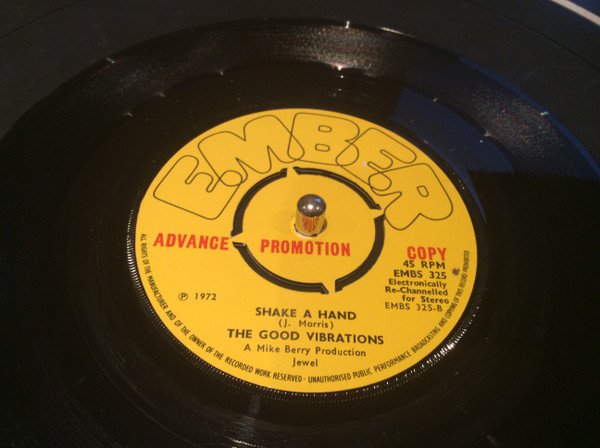 EMBER
ADVANCE PROMOTION COPY
45 RPM
EMBS 325
Electronically
Re-Channelled
for Stereo
EMBS 325-B
℗ 1972
SHAKE A HAND
(J. Morris)
THE GOOD VIBRATIONS
A Mike Berry Production
Jewel
ALL RIGHTS OF THE MANUFACTURER AND OF THE OWNER OF THE RECORDED WORK RESERVED · UNAUTHORISED PUBLIC PERFORMANCE BROADCASTING AND COPYING OF THIS RECORD PROHIBITED